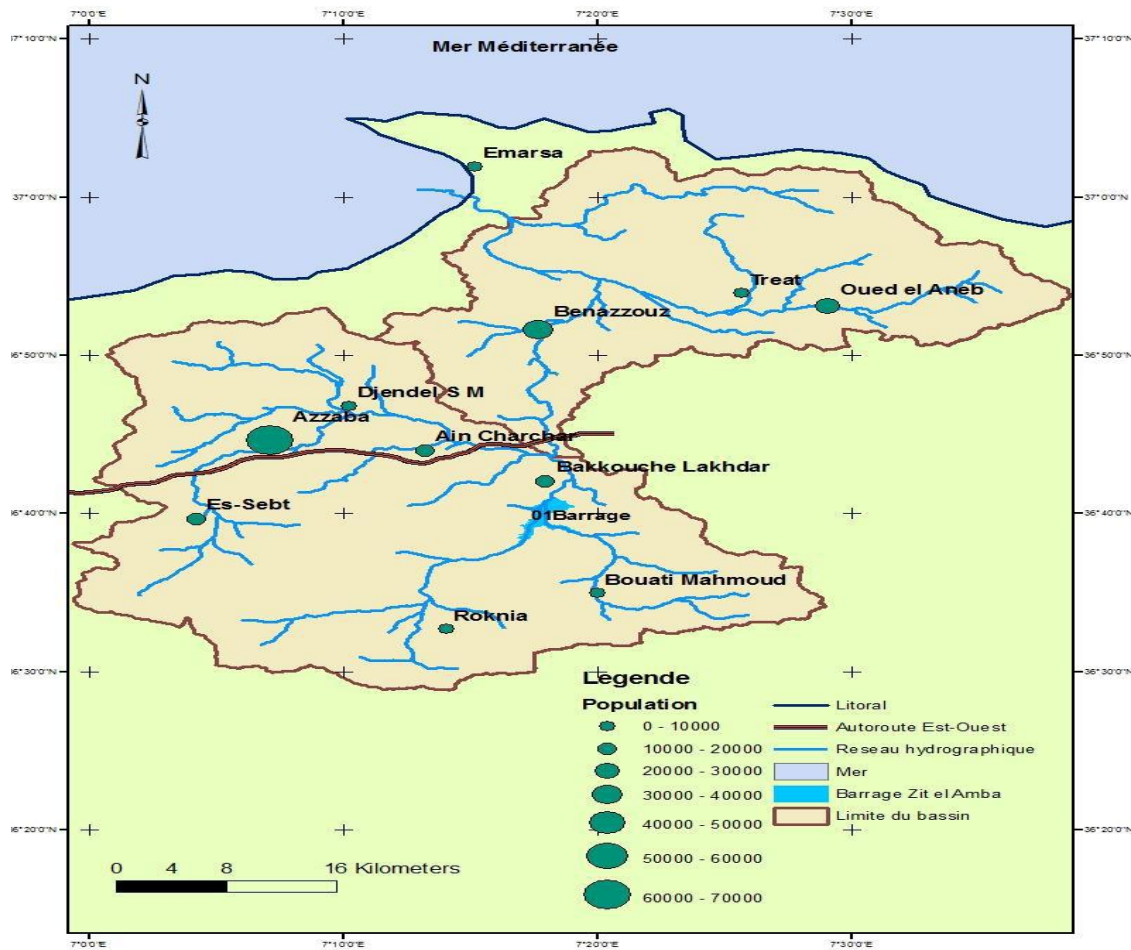 7°0'0"E 7°10'0"E 7°20'0"E 7°30'0"E
37°10'0"N 37°10'0"N
Mer Méditerranée
N
Emarsa
37°0'0"N 37°0'0"N
Treat
Oued el Aneb
Benazzouz
36°50'0"N 36°50'0"N
Djendel S M
Azzaba
Ain Charchar
Bakkouche Lakhdar
Es-Sebt
36°40'0"N 36°40'0"N
01Barrage
Bouati Mahmoud
Roknia
36°30'0"N 36°30'0"N
Legende
Population
0 - 10000
10000 - 20000
20000 - 30000
30000 - 40000
40000 - 50000
50000 - 60000
60000 - 70000
Litoral
Autoroute Est-Ouest
Reseau hydrographique
Mer
Barrage Zit el Amba
Limite du bassin
36°20'0"N 36°20'0"N
0 4 8 16 Kilometers
7°0'0"E 7°10'0"E 7°20'0"E 7°30'0"E